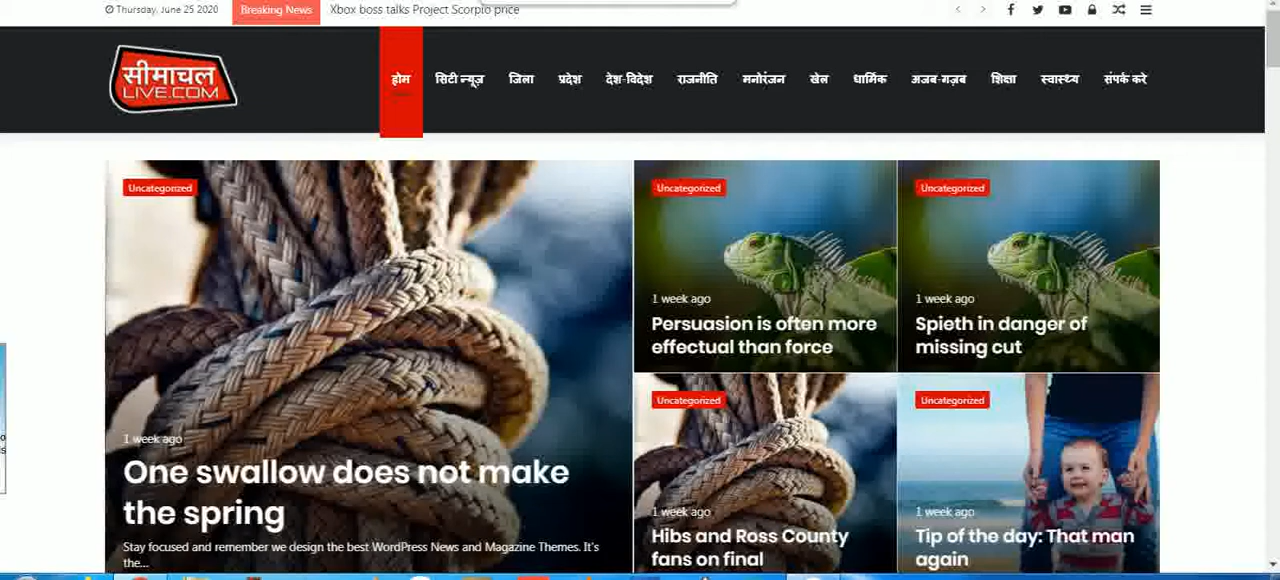 Thursday, June 25 2020
Breaking News
Xbox boss talks Project Scorpio price
सीमाचल
LIVE.COM
होम
सिटी न्यूज़
जिला
प्रदेश
देश-विदेश
राजनीति
मनोरंजन
खेल
धार्मिक
अजब-गज़ब
शिक्षा
स्वास्थ्य
संपर्क करे
Uncategorized
1 week ago
One swallow does not make
the spring
Stay focused and remember we design the best WordPress News and Magazine Themes. It's
the...
Uncategorized
1 week ago
Persuasion is often more
effectual than force
Uncategorized
1 week ago
Spieth in danger of
missing cut
Uncategorized
1 week ago
Hibs and Ross County
fans on final
Uncategorized
1 week ago
Tip of the day: That man
again